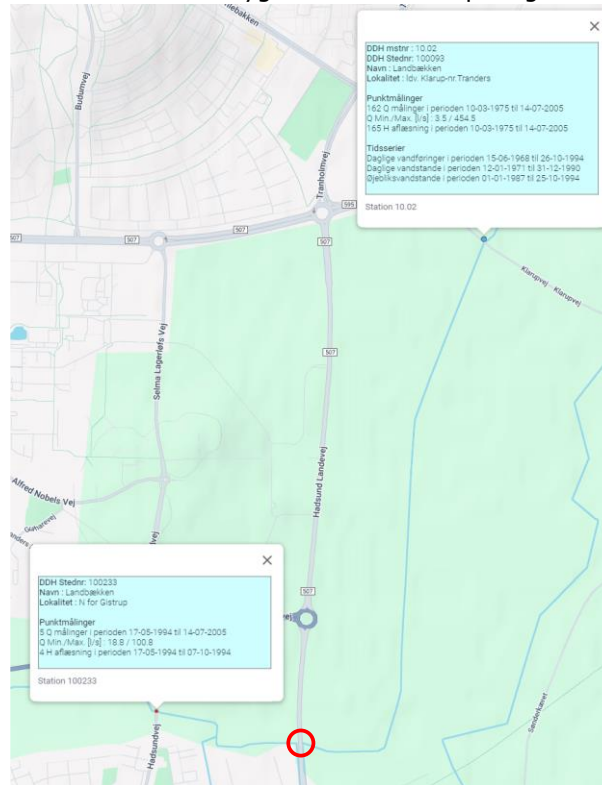 DDH mstnr : 10.02
DDH Stednr: 100093
Navn : Landbækken
Lokalitet : ldv. Klarup-nr.Tranders
Punktmålinger
162 Q målinger i perioden 10-03-1975 til 14-07-2005
Q Min./Max. [l/s] : 3.5 / 454.5
165 H aflæsning i perioden 10-03-1975 til 14-07-2005
Tidsserier
Daglige vandføringer i perioden 15-06-1968 til 26-10-1994
Daglige vandstande i perioden 12-01-1971 til 31-12-1990
Øjebliksvandstande i perioden 01-01-1987 til 25-10-1994
Station 10.02
Budumvej
Tranholmvej
595
507
507
507
507
Klarupvej - Klarupvej
Selma Lagerløfs Vej
507
Hadsund Landevej
Alfred Nobels Vej
DDH Stednr: 100233
Navn : Landbækken
Lokalitet : N for Gistrup
Punktmålinger
5 Q målinger i perioden 17-05-1994 til 14-07-2005
Q Min./Max. [l/s] : 18.8 / 100.8
4 H aflæsning i perioden 17-05-1994 til 07-10-1994
Station 100233
507
Sønderkæret
Hadsundvej